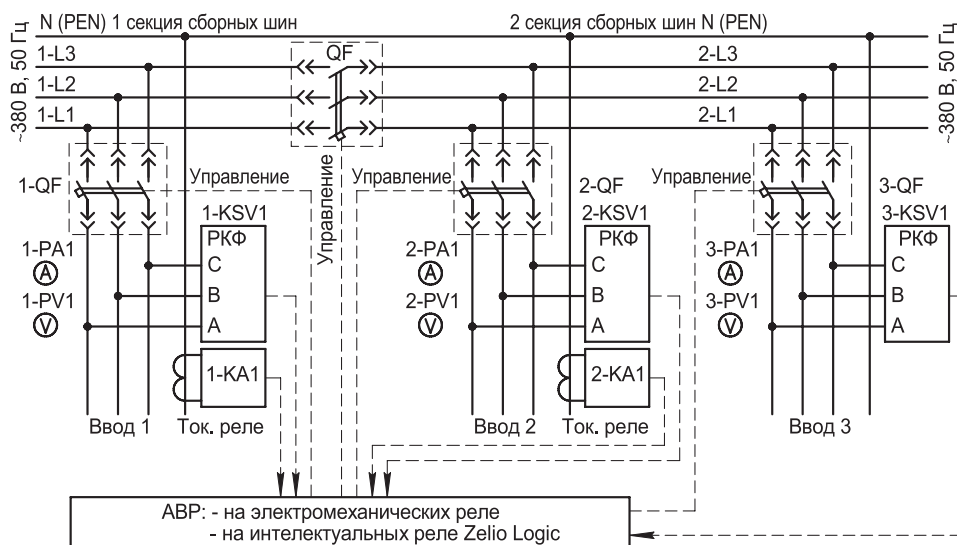 N (PEN) 1 секция сборных шин
2 секция сборных шин N (PEN)
~380 В, 50 Гц
~380 В, 50 Гц
QF
1-L3
2-L3
1-L2
2-L2
1-L1
2-L1
1-QF
Управление
Управление
Управление
2-QF
Управление
3-QF
1-KSV1
2-KSV1
3-KSV1
1-PA1
РКФ
2-PA1
РКФ
3-PA1
РКФ
A
C
A
C
A
C
1-PV1
B
2-PV1
B
3-PV1
B
V
A
V
A
V
A
1-KA1
2-KA1
Ввод 1
Ток. реле
Ввод 2
Ток. реле
Ввод 3
АВР: - на электромеханических реле
- на интелектуальных реле Zelio Logic